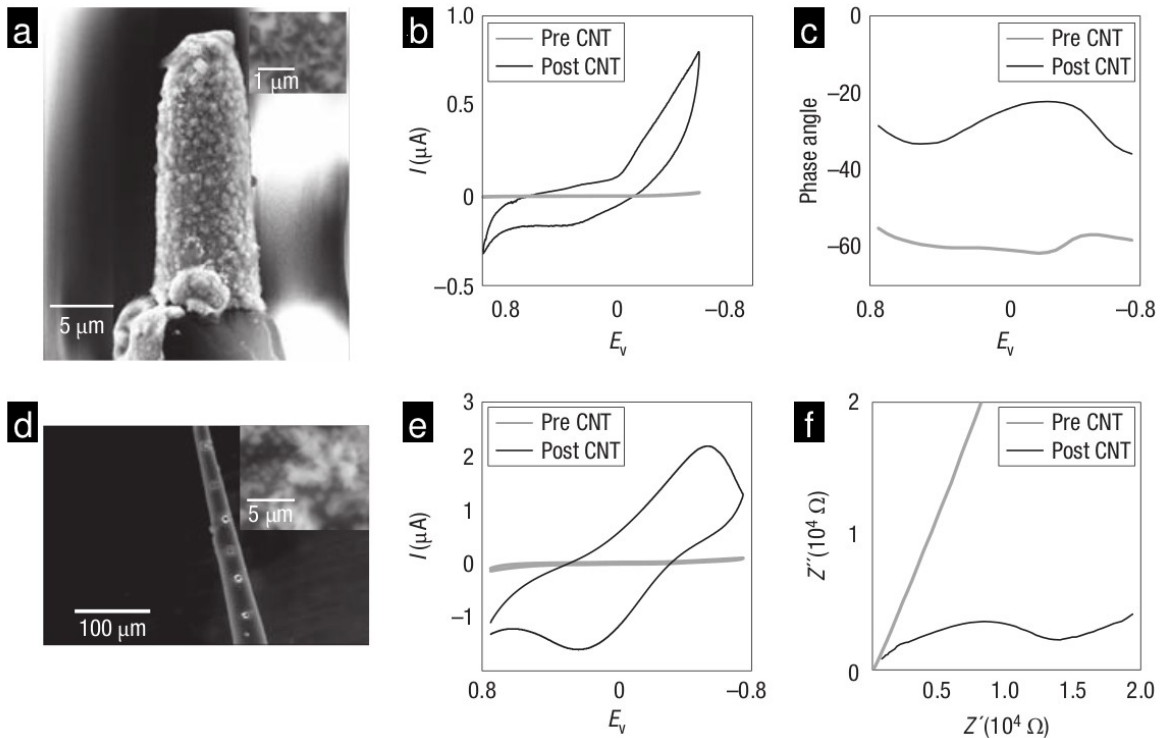 a
1 μm
5 μm
b
Pre CNT
Post CNT
1.0
0.5
0
–0.5
I (μA)
0.8
0
–0.8
Ev
c
Pre CNT
Post CNT
0
–20
–40
–60
Phase angle
0.8
0
–0.8
Ev
d
5 μm
100 μm
e
Pre CNT
Post CNT
3
2
1
0
–1
I (μA)
0.8
0
–0.8
Ev
f
Pre CNT
Post CNT
2
1
0
Z´´(10⁴ Ω)
0.5
1.0
1.5
2.0
Z´(10⁴ Ω)